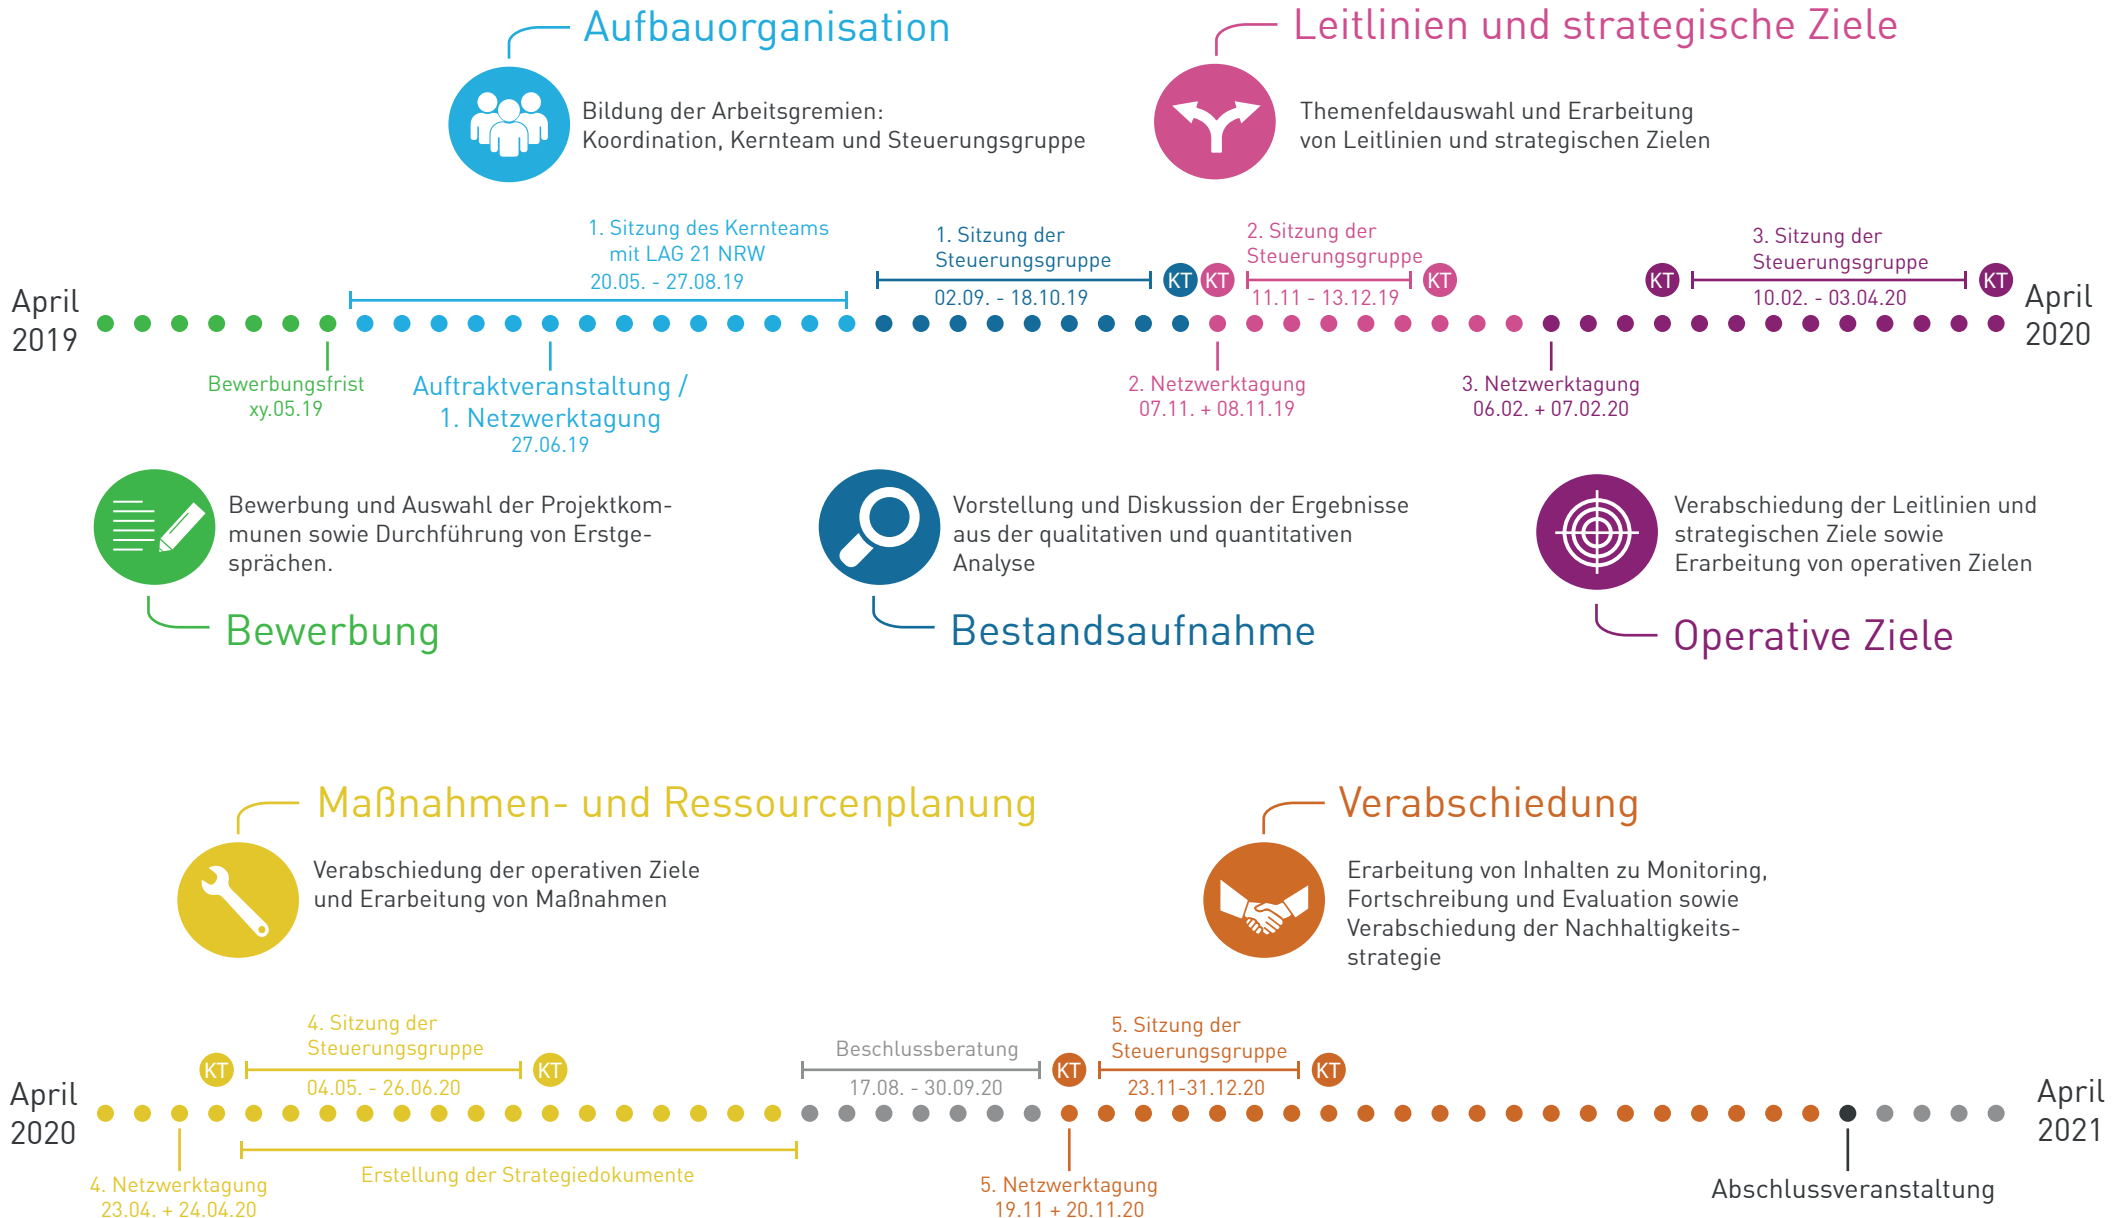 Aufbauorganisation
Bildung der Arbeitsgremien:
Koordination, Kernteam und Steuerungsgruppe
Leitlinien und strategische Ziele
Themenfeldauswahl und Erarbeitung
von Leitlinien und strategischen Zielen
April
2019
1. Sitzung des Kernteams
mit LAG 21 NRW
20.05. - 27.08.19
1. Sitzung der
Steuerungsgruppe
02.09. - 18.10.19
KT
KT
2. Sitzung der
Steuerungsgruppe
11.11 - 13.12.19
KT
KT
3. Sitzung der
Steuerungsgruppe
10.02. - 03.04.20
KT
April
2020
Bewerbungsfrist
xy.05.19
Auftraktveranstaltung /
1. Netzwerktagung
27.06.19
2. Netzwerktagung
07.11. + 08.11.19
3. Netzwerktagung
06.02. + 07.02.20
Bewerbung und Auswahl der Projektkom-
munen sowie Durchführung von Erstge-
sprächen.
Bewerbung
Vorstellung und Diskussion der Ergebnisse
aus der qualitativen und quantitativen
Analyse
Bestandsaufnahme
Verabschiedung der Leitlinien und
strategischen Ziele sowie
Erarbeitung von operativen Zielen
Operative Ziele
Maßnahmen- und Ressourcenplanung
Verabschiedung der operativen Ziele
und Erarbeitung von Maßnahmen
Verabschiedung
Erarbeitung von Inhalten zu Monitoring,
Fortschreibung und Evaluation sowie
Verabschiedung der Nachhaltigkeits-
strategie
April
2020
KT
4. Sitzung der
Steuerungsgruppe
04.05. - 26.06.20
KT
Beschlussberatung
17.08. - 30.09.20
KT
5. Sitzung der
Steuerungsgruppe
23.11-31.12.20
KT
April
2021
4. Netzwerktagung
23.04. + 24.04.20
Erstellung der Strategiedokumente
5. Netzwerktagung
19.11 + 20.11.20
Abschlussveranstaltung